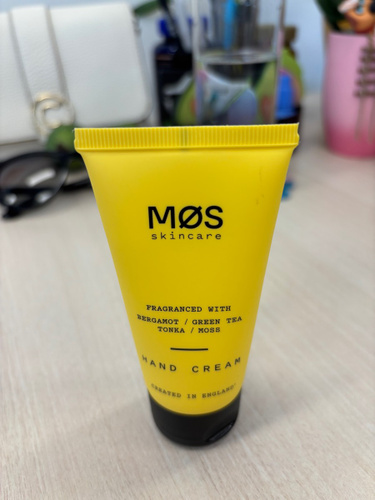 MØS
skincare
FRAGRANCED WITH
BERGAMOT / GREEN TEA
TONKA / MOSS
HAND CREAM
CREATED IN ENGLAND